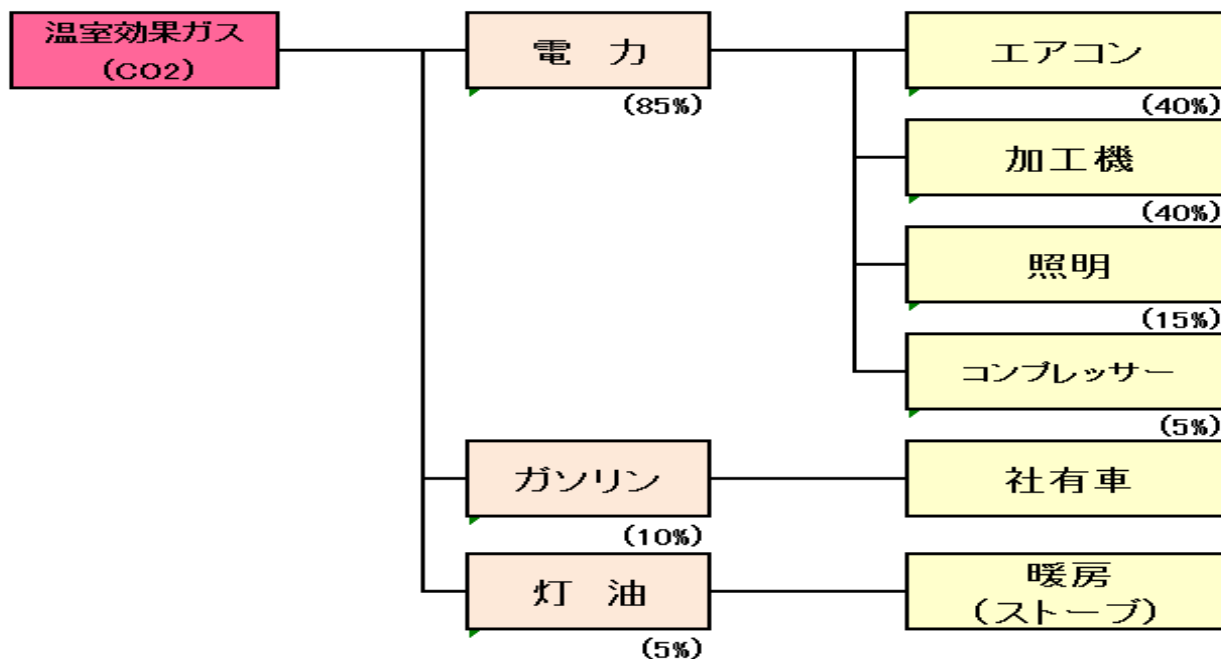 温室効果ガス
(CO2)
電 力
(85%)
エアコン
(40%)
加工機
(40%)
照明
(15%)
コンプレッサー
(5%)
ガソリン
(10%)
社有車
灯 油
(5%)
暖房
(ストーブ)